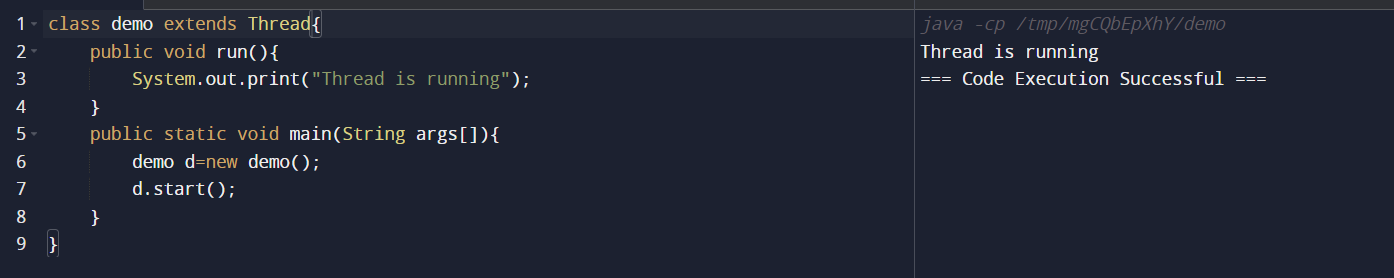 1 class demo extends Thread{
2     public void run(){
3         System.out.print("Thread is running");
4     }
5     public static void main(String args[]){
6         demo d=new demo();
7         d.start();
8     }
9 }
java -cp /tmp/mgCQbEpXhY/demo
Thread is running
=== Code Execution Successful ===